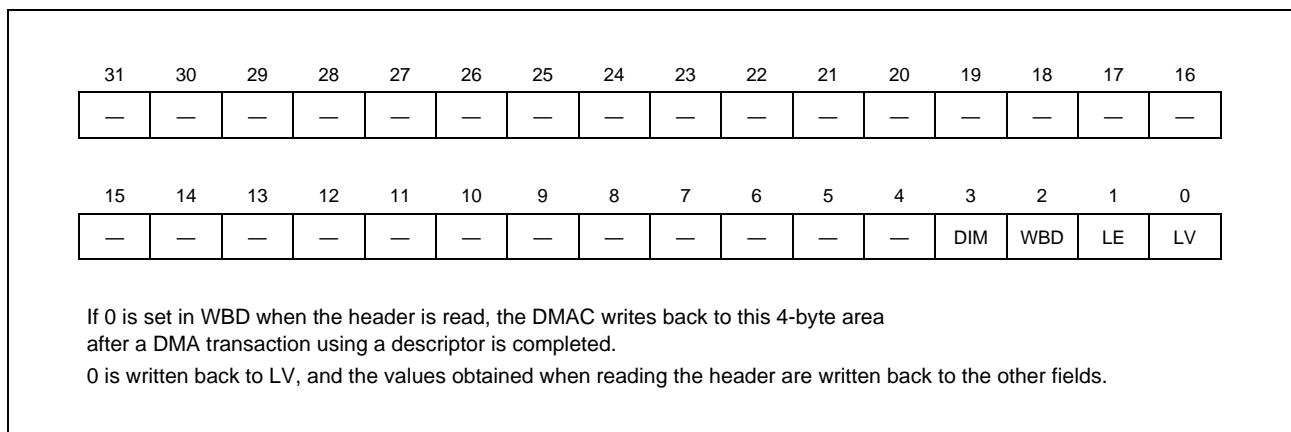 31 30 29 28 27 26 25 24 23 22 21 20 19 18 17 16
— — — — — — — — — — — — — — — —
15 14 13 12 11 10 9 8 7 6 5 4 3 2 1 0
— — — — — — — — — — — — DIM WBD LE LV
If 0 is set in WBD when the header is read, the DMAC writes back to this 4-byte area
after a DMA transaction using a descriptor is completed.
0 is written back to LV, and the values obtained when reading the header are written back to the other fields.